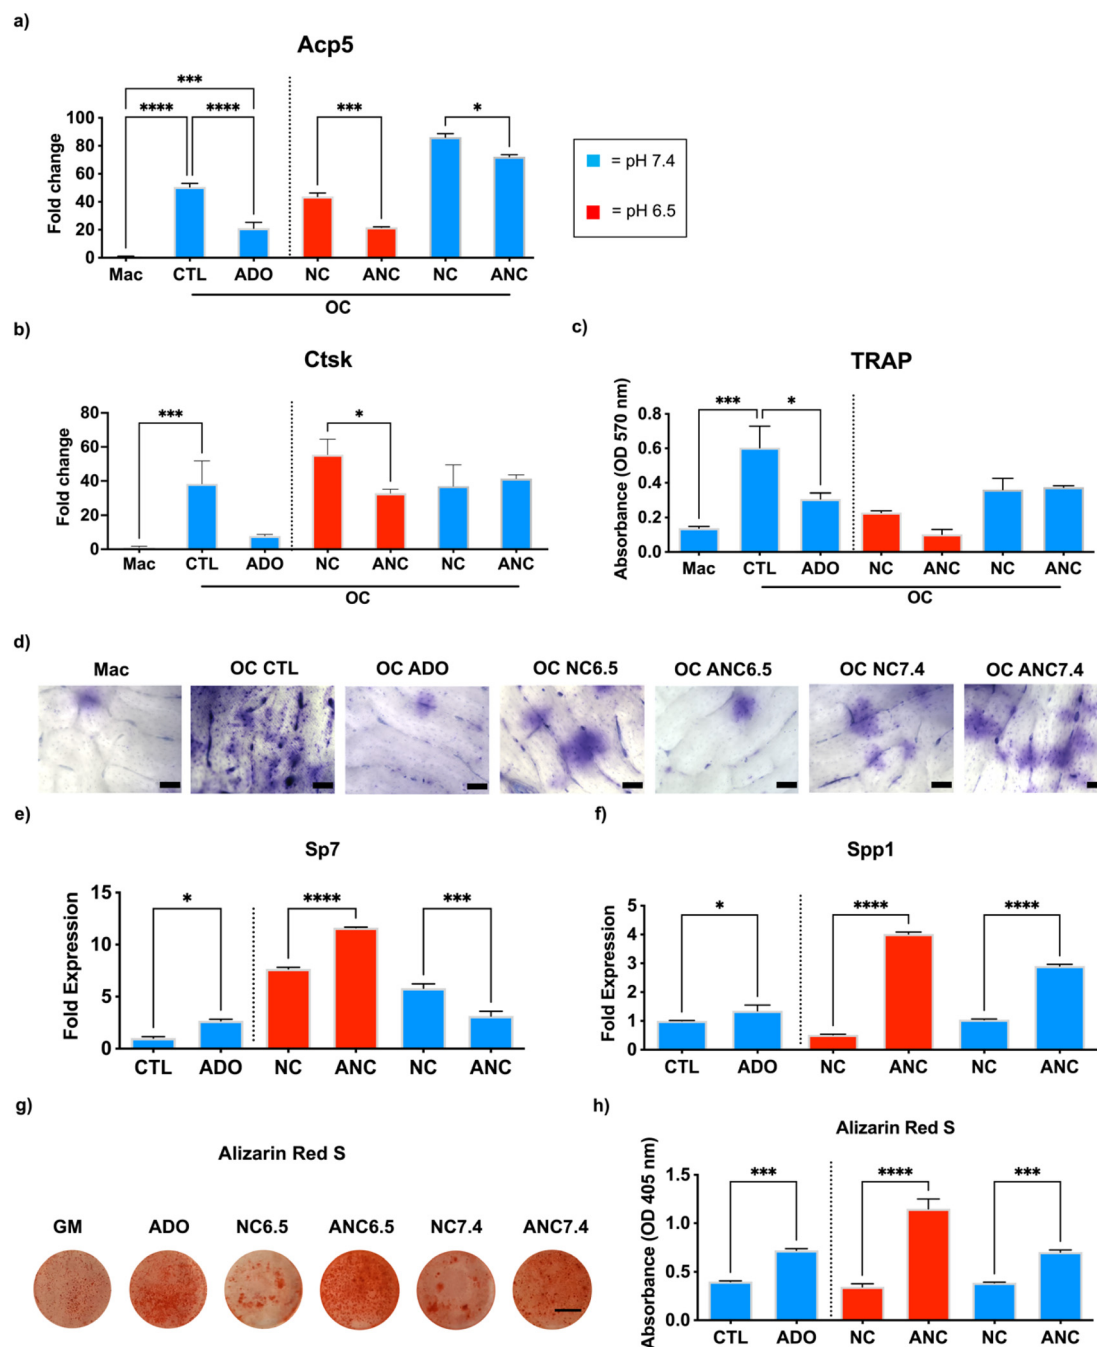 a)
Acp5
***
****
****
***
*
Fold change
100
80
60
40
20
0
Mac CTL ADO NC ANC NC ANC
OC
= pH 7.4
= pH 6.5
b)
Ctsk
***
*
Fold change
80
60
40
20
0
Mac CTL ADO NC ANC NC ANC
OC
c)
TRAP
***
*
Absorbance (OD 570 nm)
0.8
0.6
0.4
0.2
0.0
Mac CTL ADO NC ANC NC ANC
OC
d)
Mac OC CTL OC ADO OC NC6.5 OC ANC6.5 OC NC7.4 OC ANC7.4
e)
Sp7
*
****
***
Fold Expression
15
10
5
0
CTL ADO NC ANC NC ANC
f)
Spp1
*
****
****
Fold Expression
5
4
3
2
1
0
CTL ADO NC ANC NC ANC
g)
Alizarin Red S
GM ADO NC6.5 ANC6.5 NC7.4 ANC7.4
h)
Alizarin Red S
***
****
***
Absorbance (OD 405 nm)
1.5
1.0
0.5
0.0
CTL ADO NC ANC NC ANC